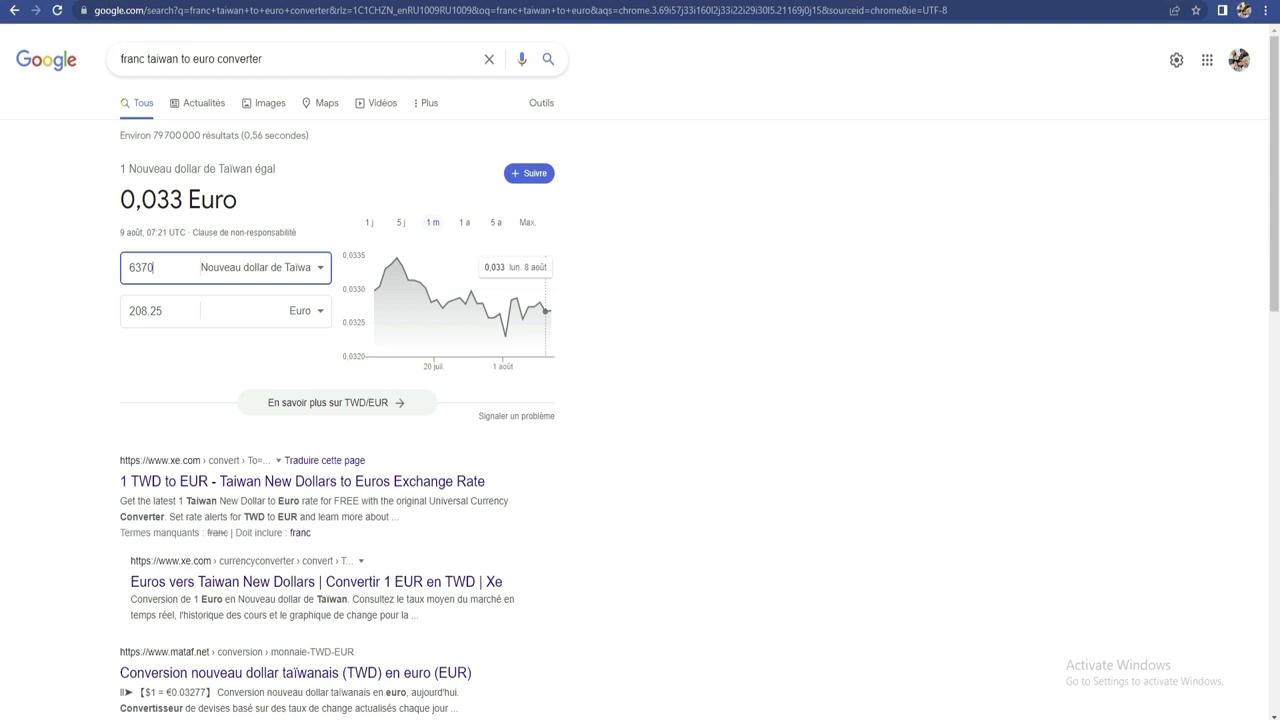 google.com/search?q=franc+taiwan+to+euro+converter&rlz=1C1CHZN_enRU1009RU1009&oq=franc+taiwan+to+euro&aqs=chrome.3.69i57j33i160l2j33i22i29i30l5.21169j0j15&sourceid=chrome&ie=UTF-8
Google
franc taiwan to euro converter
Tous Actualités Images Maps Vidéos Plus Outils
Environ 79 700 000 résultats (0,56 secondes)
1 Nouveau dollar de Taïwan égal
+ Suivre
0,033 Euro
1 j 5 j 1 m 1 a 5 a Max.
9 août, 07:21 UTC · Clause de non-responsabilité
6370 Nouveau dollar de Taïwa
208.25 Euro
0,0335
0,033 lun. 8 août
0,0330
0,0325
0,0320
20 juil. 1 août
En savoir plus sur TWD/EUR →
Signaler un problème
https://www.xe.com › convert › To=... Traduire cette page
1 TWD to EUR - Taiwan New Dollars to Euros Exchange Rate
Get the latest 1 Taiwan New Dollar to Euro rate for FREE with the original Universal Currency
Converter. Set rate alerts for TWD to EUR and learn more about ...
Termes manquants : franc | Doit inclure : franc
https://www.xe.com › currencyconverter › convert › T...
Euros vers Taiwan New Dollars | Convertir 1 EUR en TWD | Xe
Conversion de 1 Euro en Nouveau dollar de Taïwan. Consultez le taux moyen du marché en
temps réel, l'historique des cours et le graphique de change pour la ...
https://www.mataf.net › conversion › monnaie-TWD-EUR
Conversion nouveau dollar taïwanais (TWD) en euro (EUR)
ll► 【$1 = €0.03277】 Conversion nouveau dollar taïwanais en euro, aujourd'hui.
Convertisseur de devises basé sur des taux de change actualisés chaque jour ...
Activate Windows
Go to Settings to activate Windows.